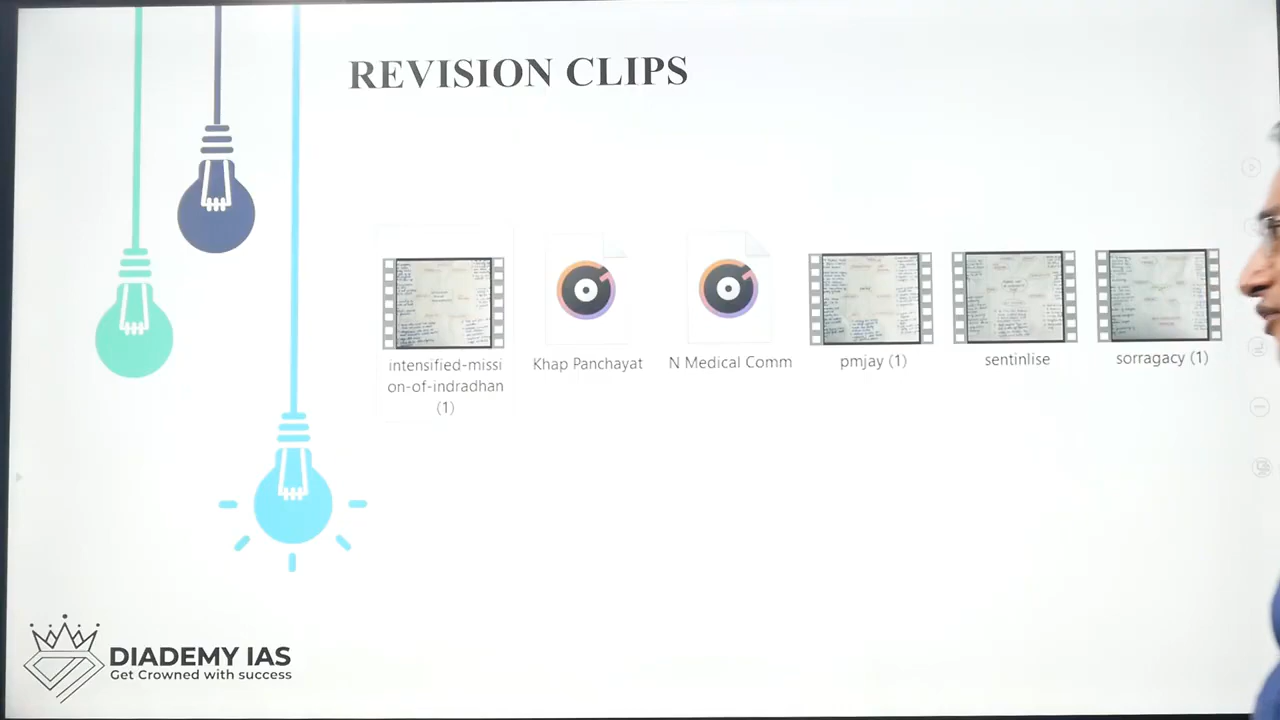 REVISION CLIPS
intensified-missi
on-of-indradhan
(1)
Khap Panchayat
N Medical Comm
pmjay (1)
sentinlise
sorragacy (1)
DIADEMY IAS
Get Crowned with success